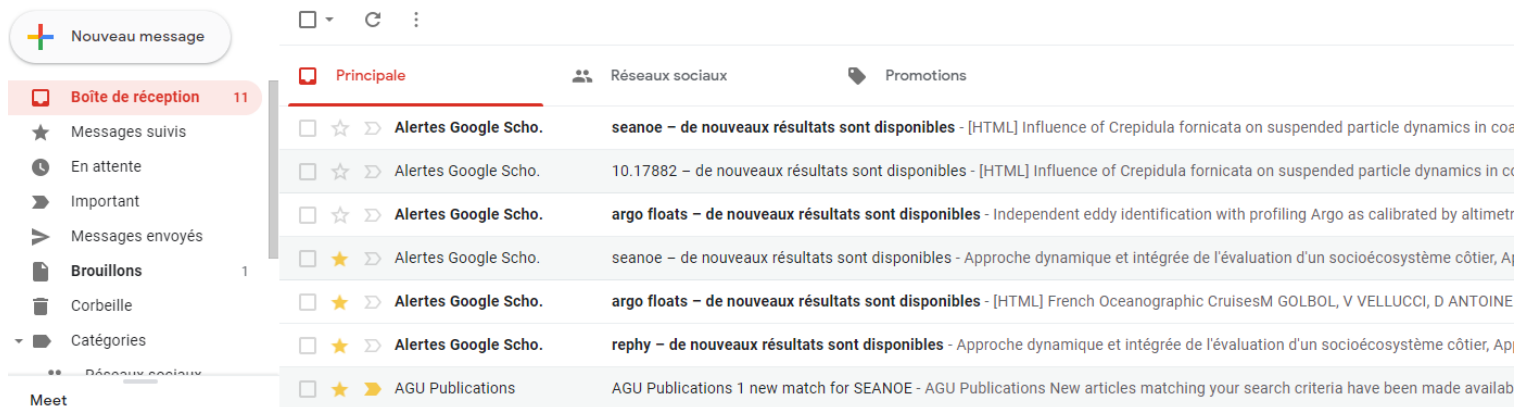 Nouveau message
Boîte de réception 11
Messages suivis
En attente
Important
Messages envoyés
Brouillons 1
Corbeille
Catégories
Réseaux sociaux
Meet
Principale Réseaux sociaux Promotions
Alertes Google Scho. seanoe – de nouveaux résultats sont disponibles - [HTML] Influence of Crepidula fornicata on suspended particle dynamics in
Alertes Google Scho. 10.17882 – de nouveaux résultats sont disponibles - [HTML] Influence of Crepidula fornicata on suspended particle dynamics in
Alertes Google Scho. argo floats – de nouveaux résultats sont disponibles - Independent eddy identification with profiling Argo as calibrated by
Alertes Google Scho. seanoe – de nouveaux résultats sont disponibles - Approche dynamique et intégrée de l'évaluation d'un socioécosystème côtier,
Alertes Google Scho. argo floats – de nouveaux résultats sont disponibles - [HTML] French Oceanographic CruisesM GOLBOL, V VELLUCCI, D ANTOINE
Alertes Google Scho. rephy – de nouveaux résultats sont disponibles - Approche dynamique et intégrée de l'évaluation d'un socioécosystème côtier,
AGU Publications AGU Publications 1 new match for SEANOE - AGU Publications New articles matching your search criteria have been made